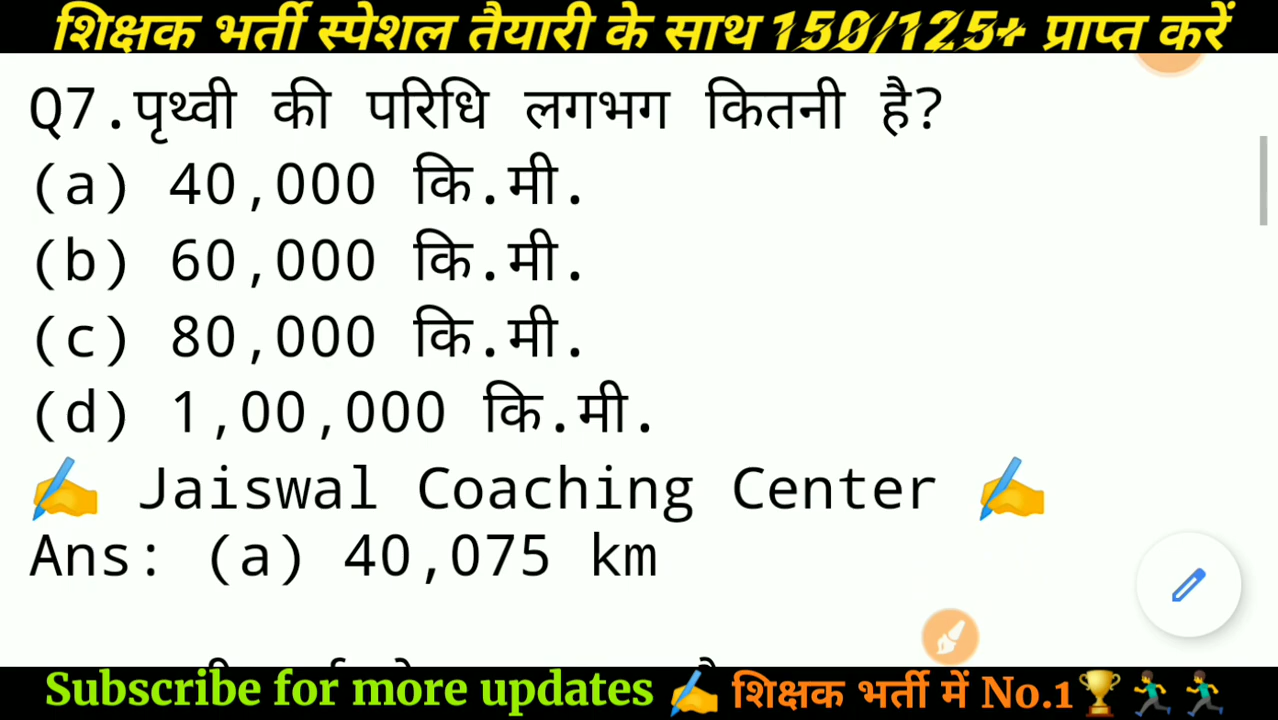 शिक्षक भर्ती स्पेशल तैयारी के साथ 150/125+ प्राप्त करें
Q7.पृथ्वी की परिधि लगभग कितनी है?
(a) 40,000 कि.मी.
(b) 60,000 कि.मी.
(c) 80,000 कि.मी.
(d) 1,00,000 कि.मी.
✍️ Jaiswal Coaching Center ✍️
Ans: (a) 40,075 km
Subscribe for more updates ✍️ शिक्षक भर्ती में No.1🏆🏃‍♂️🏃‍♂️